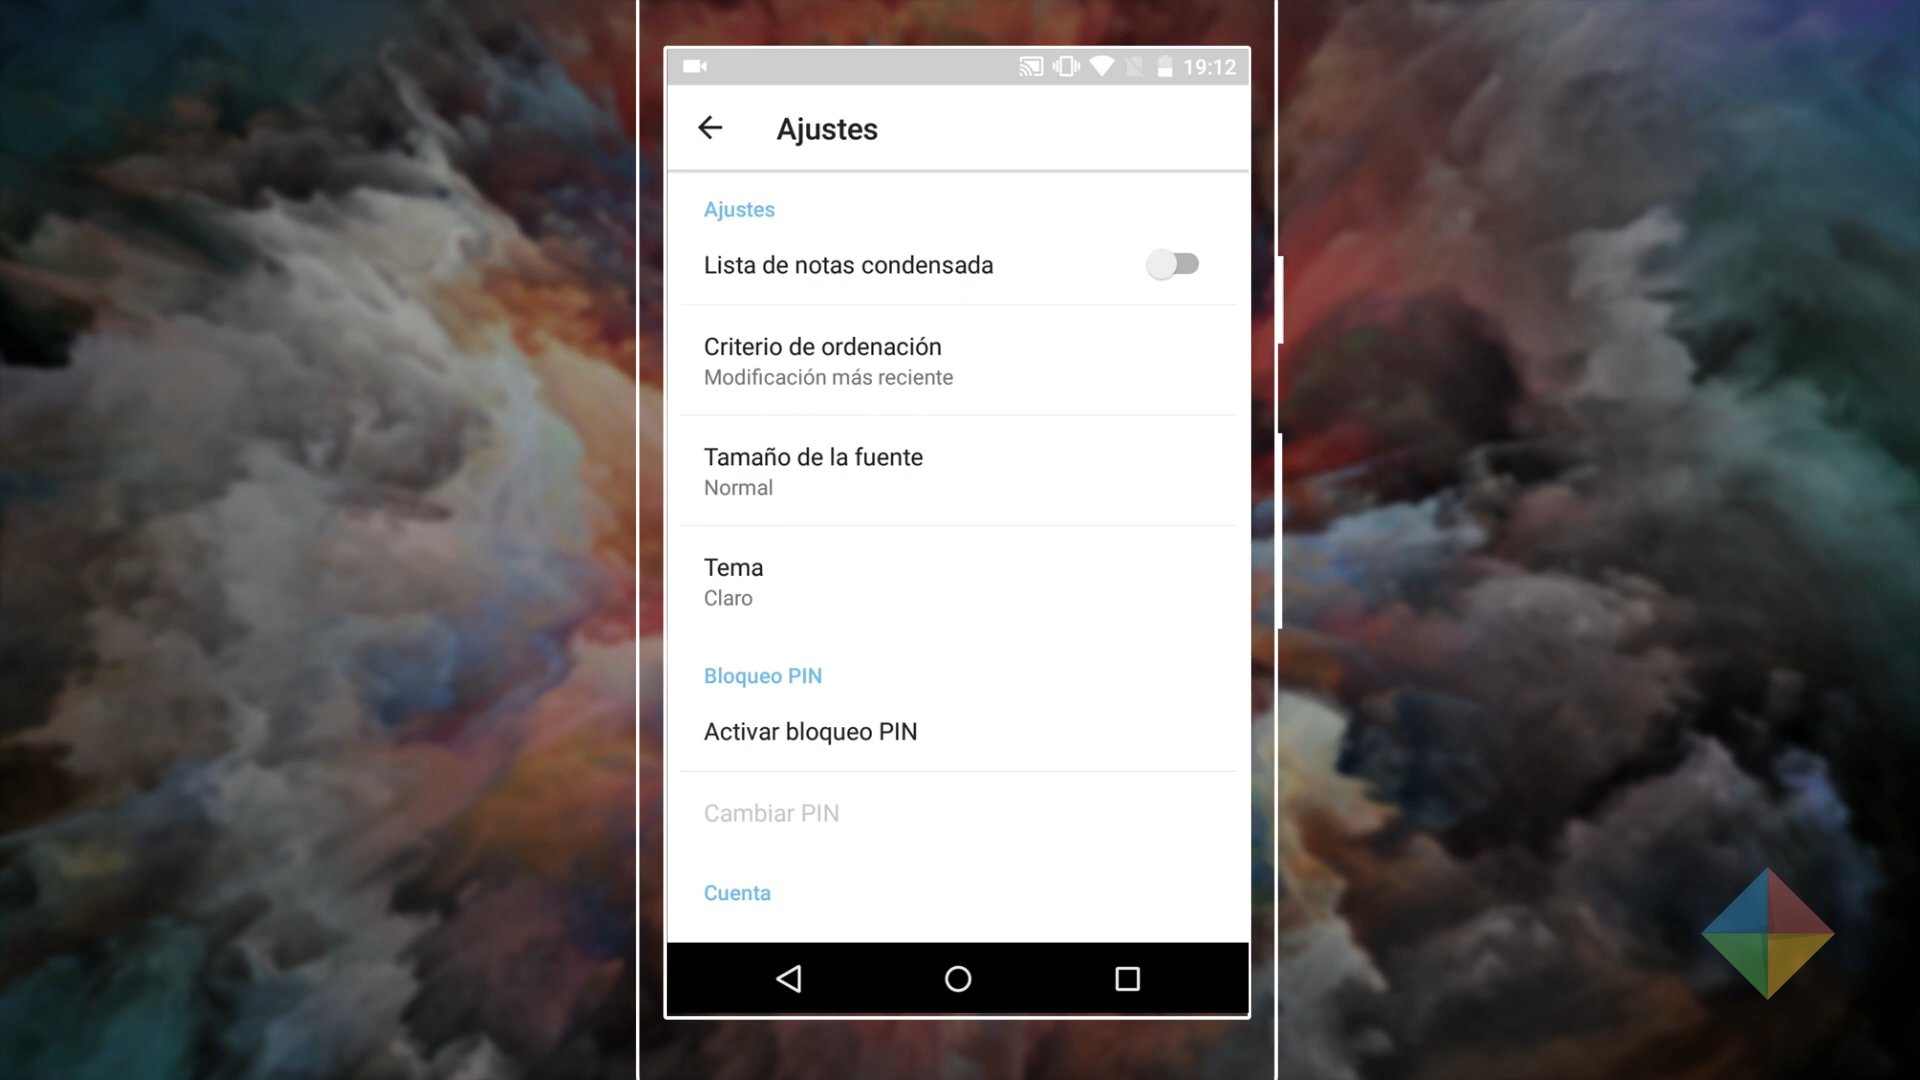 19:12
Ajustes
Ajustes
Lista de notas condensada
Criterio de ordenación
Modificación más reciente
Tamaño de la fuente
Normal
Tema
Claro
Bloqueo PIN
Activar bloqueo PIN
Cambiar PIN
Cuenta